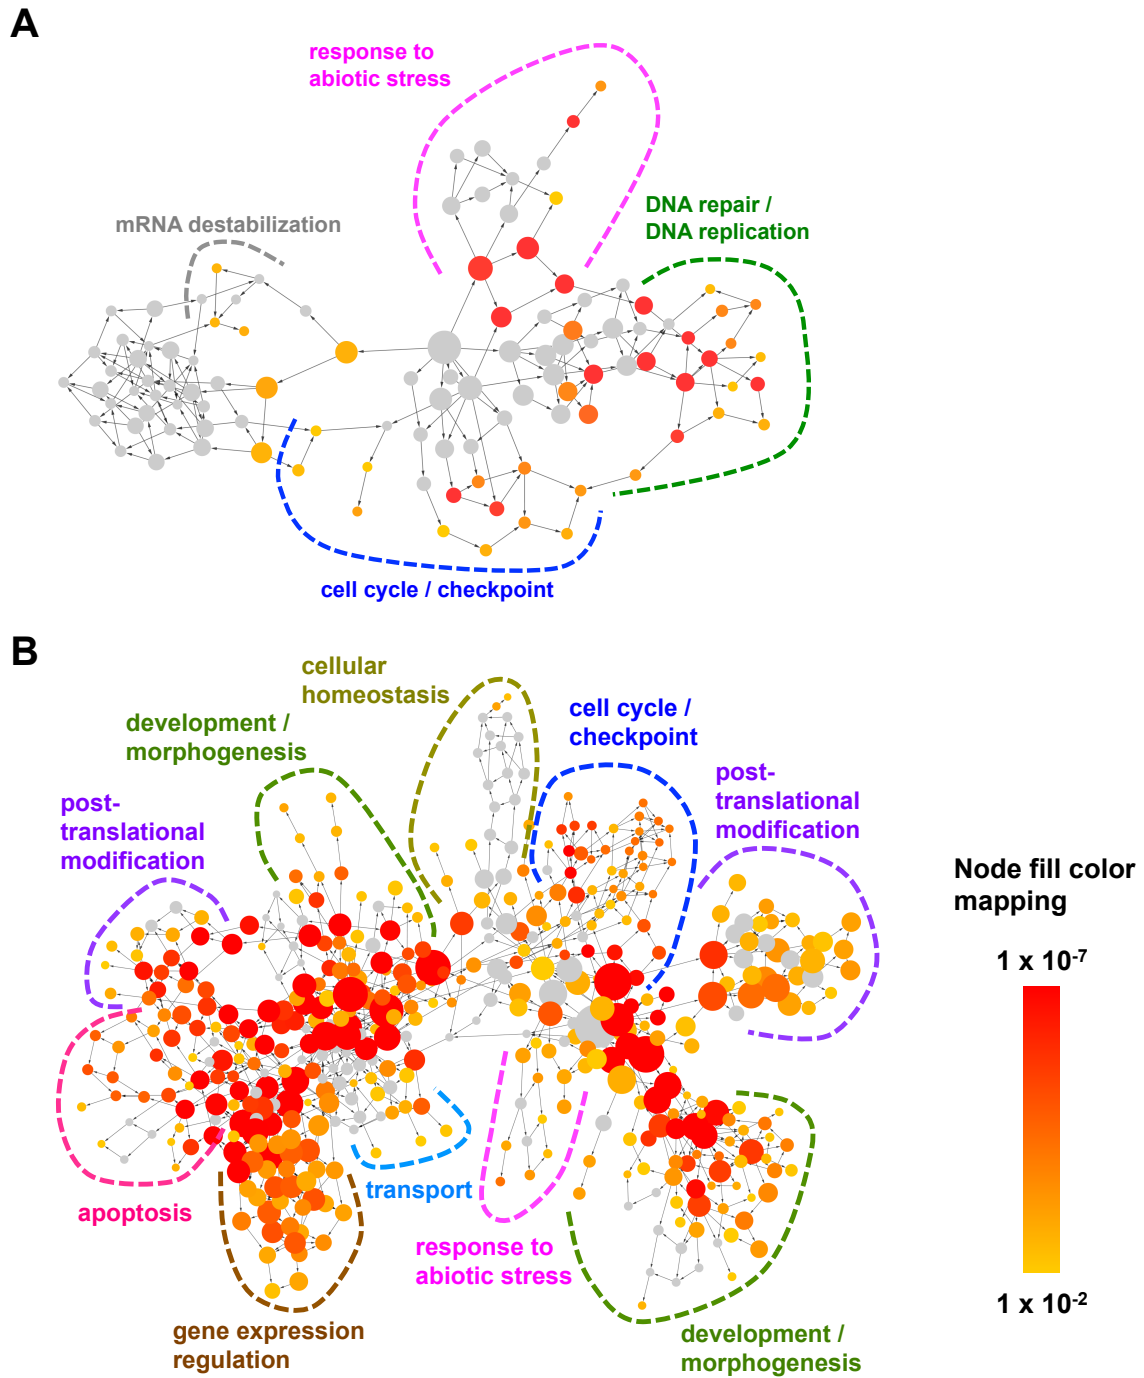 A
response to
abiotic stress
DNA repair /
DNA replication
mRNA destabilization
cell cycle / checkpoint
B
cellular
homeostasis
development /
morphogenesis
cell cycle /
checkpoint
post-
translational
modification
post-
translational
modification
Node fill color
mapping
1 x 10-7
1 x 10-2
apoptosis
transport
response to
abiotic stress
gene expression
regulation
development /
morphogenesis